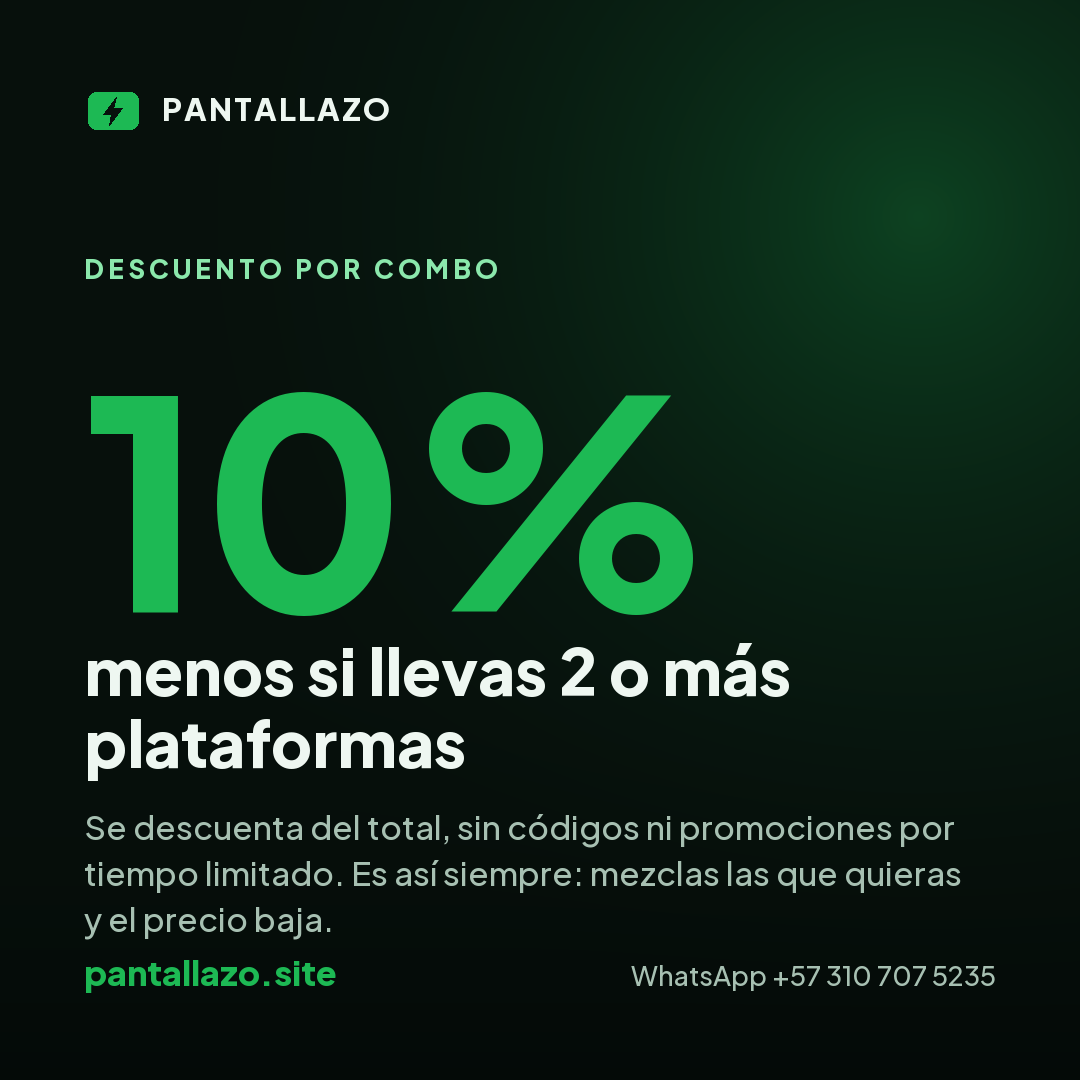 PANTALLAZO
DESCUENTO POR COMBO
10%
menos si llevas 2 o más
plataformas
Se descuenta del total, sin códigos ni promociones por
tiempo limitado. Es así siempre: mezclas las que quieras
y el precio baja.
pantallazo.site
WhatsApp +57 310 707 5235